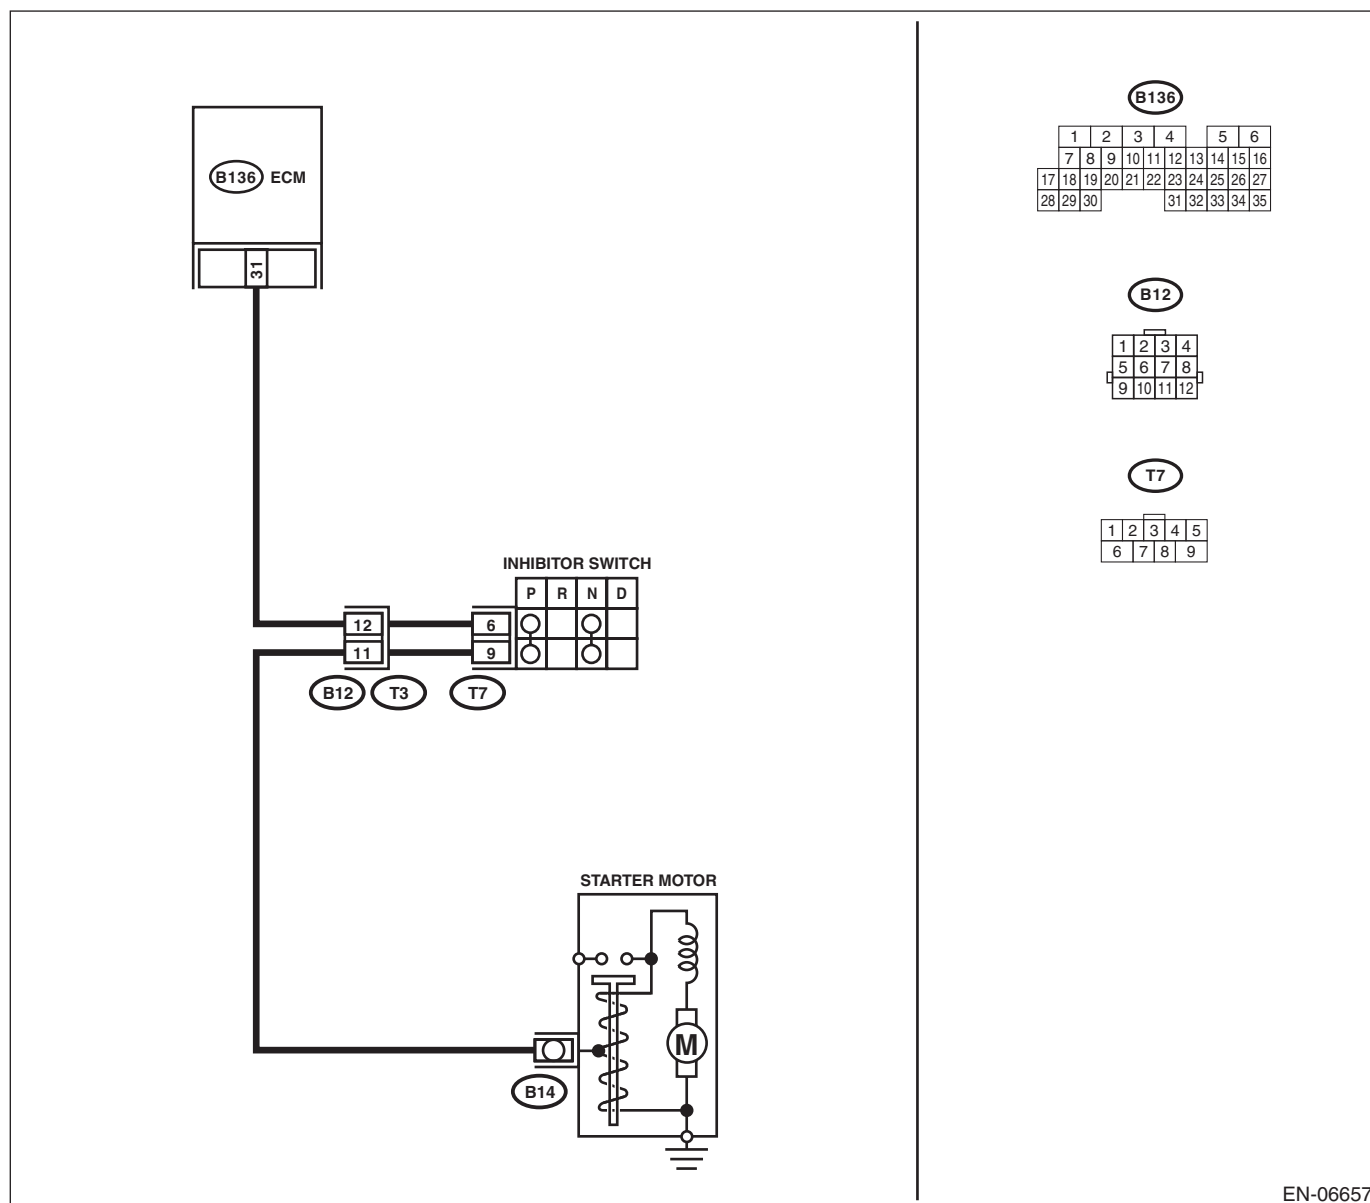 B136 ECM
31
INHIBITOR SWITCH
P R N D
12 6
11 9
B12 T3 T7
STARTER MOTOR
M
B14
B136
1 2 3 4 5 6
7 8 9 10 11 12 13 14 15 16
17 18 19 20 21 22 23 24 25 26 27
28 29 30 31 32 33 34 35
B12
1 2 3 4
5 6 7 8
9 10 11 12
T7
1 2 3 4 5
6 7 8 9
EN-06657